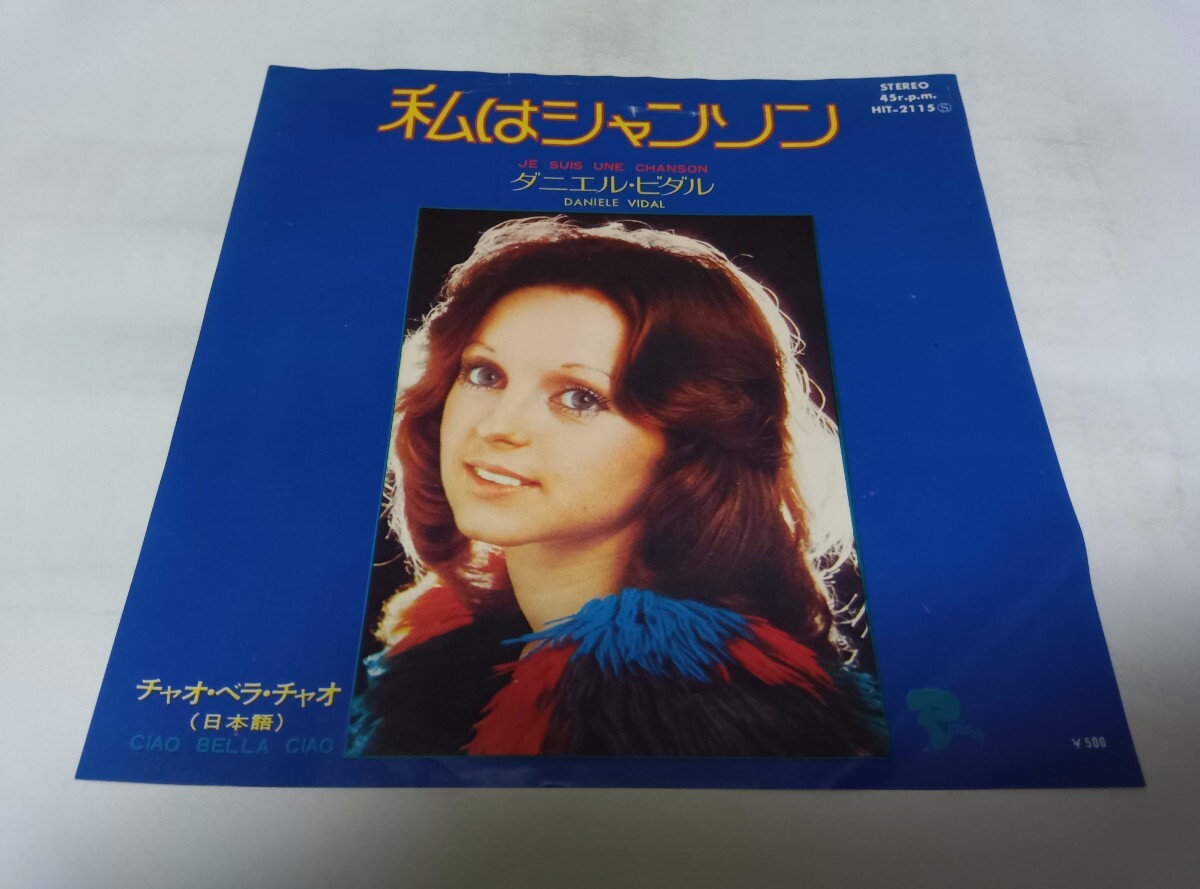 私はシャンソン
STEREO
45r.p.m.
HIT-2115Ⓢ
JE SUIS UNE CHANSON
ダニエル・ビダル
DANIELE VIDAL
チャオ・ベラ・チャオ
(日本語)
CIAO BELLA CIAO
¥500